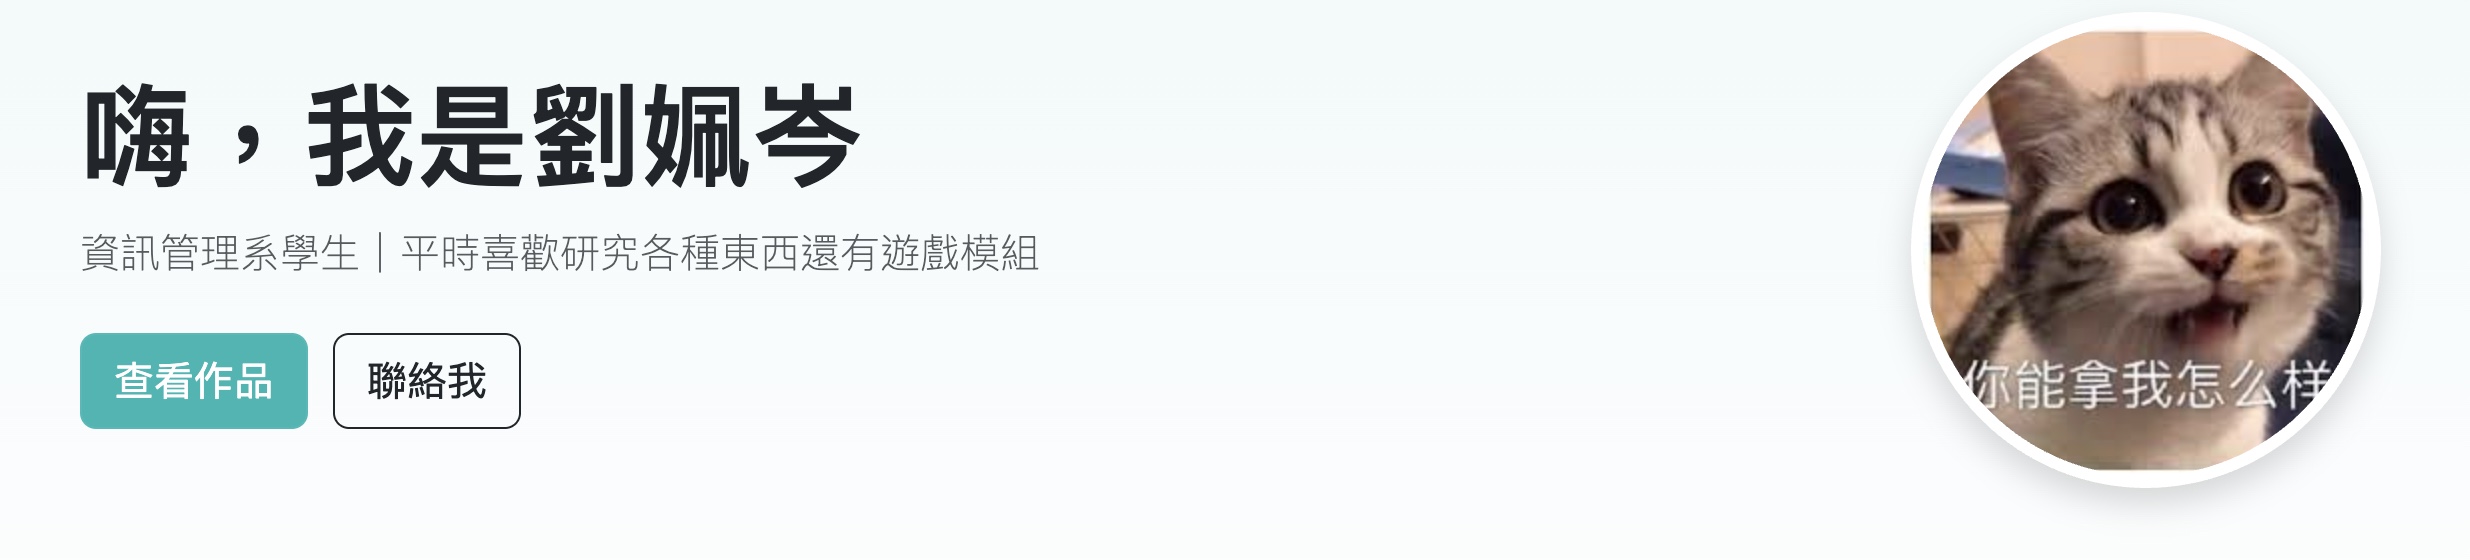 嗨，我是劉姵岑
資訊管理系學生｜平時喜歡研究各種東西還有遊戲模組
查看作品
聯絡我
你能拿我怎么样